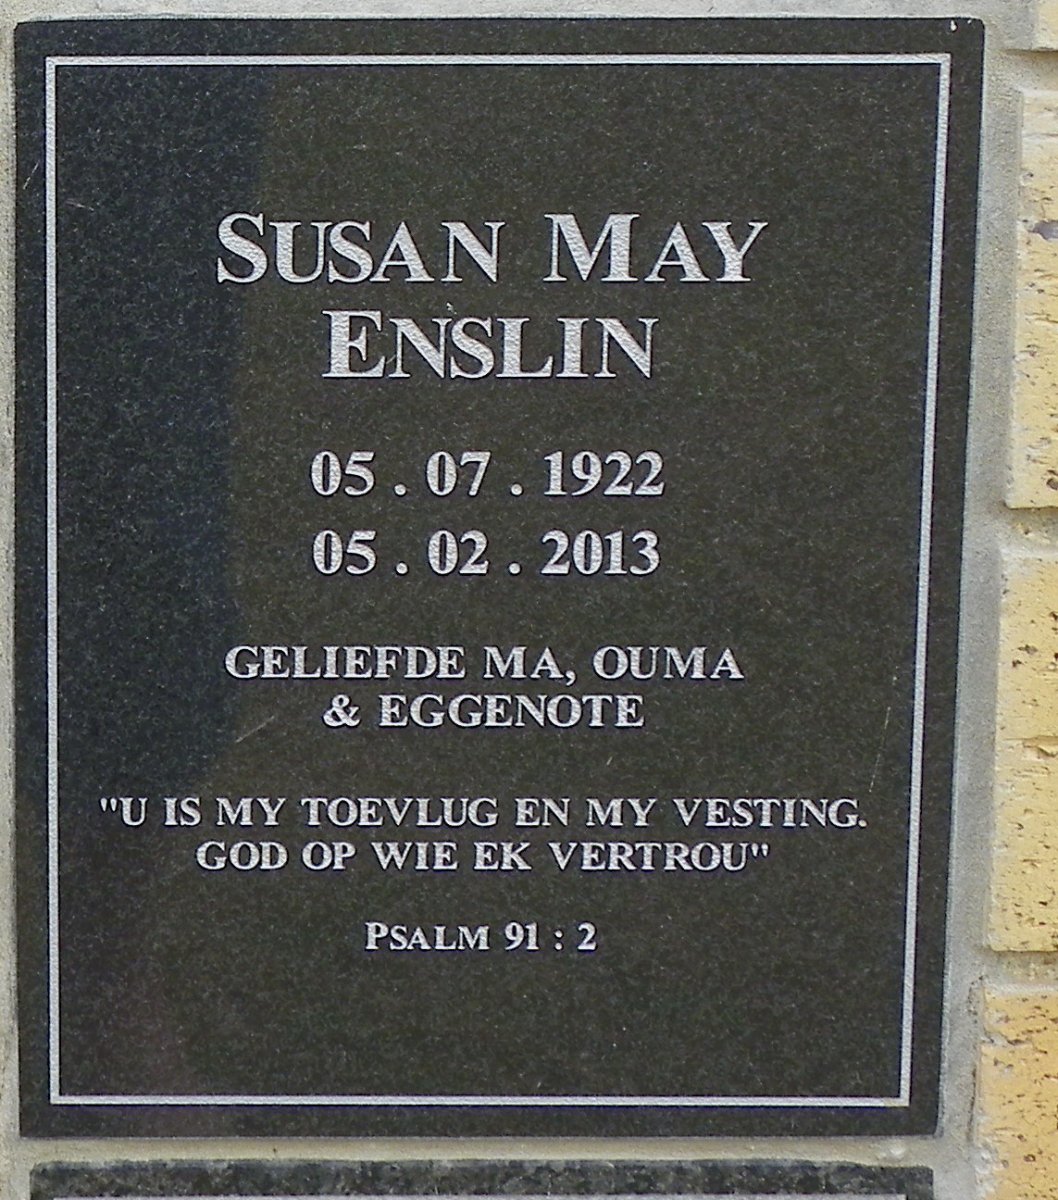 SUSAN MAY
ENSLIN
05 . 07 . 1922
05 . 02 . 2013
GELIEFDE MA, OUMA
& EGGENOTE
"U IS MY TOEVLUG EN MY VESTING.
GOD OP WIE EK VERTROU"
PSALM 91 : 2